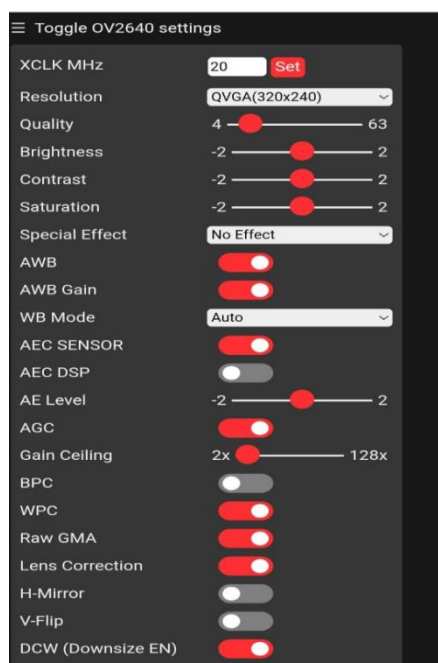 ☰ Toggle OV2640 settings
XCLK MHz 20 Set
Resolution QVGA(320x240)
Quality 4 63
Brightness -2 2
Contrast -2 2
Saturation -2 2
Special Effect No Effect
AWB
AWB Gain
WB Mode Auto
AEC SENSOR
AEC DSP
AE Level -2 2
AGC
Gain Ceiling 2x 128x
BPC
WPC
Raw GMA
Lens Correction
H-Mirror
V-Flip
DCW (Downsize EN)